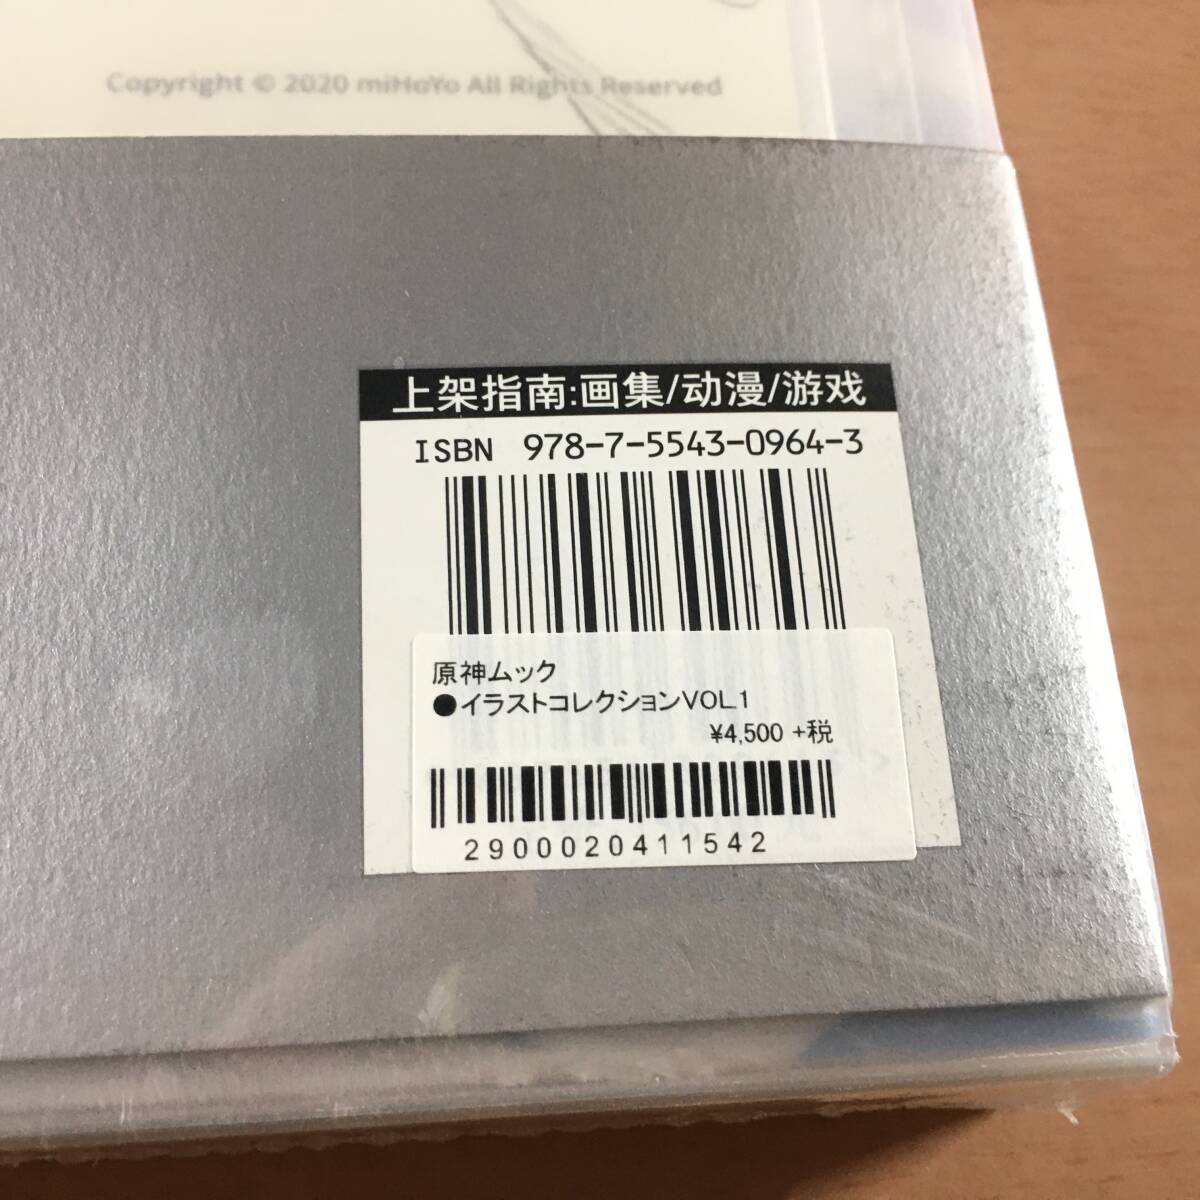 Copyright © 2020 miHoYo All Rights Reserved
上架指南:画集/动漫/游戏
ISBN 978-7-5543-0964-3
原神ムック
●イラストコレクションVOL1
¥4,500 +税
2900020411542